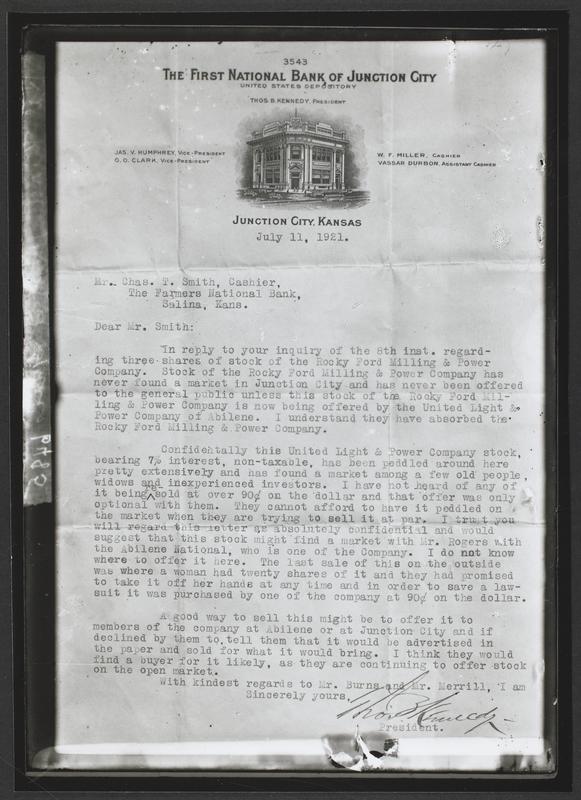 3543
THE FIRST NATIONAL BANK OF JUNCTION CITY
UNITED STATES DEPOSITORY
THOS. B. KENNEDY, PRESIDENT
JAS. V. HUMPHREY, VICE-PRESIDENT
O. D. CLARK, VICE-PRESIDENT
W. F. MILLER, CASHIER
VASSAR DURBON, ASSISTANT CASHIER
JUNCTION CITY, KANSAS
July 11, 1921.
Mr. Chas. T. Smith, Cashier,
The Farmers National Bank,
Salina, Kans.
Dear Mr. Smith:
In reply to your inquiry of the 8th inst. regard-
ing three shares of stock of the Rocky Ford Milling & Power
Company. Stock of the Rocky Ford Milling & Power Company has
never found a market in Junction City and has never been offered
to the general public unless this stock of the Rocky Ford Mil-
ling & Power Company is now being offered by the United Light &
Power Company of Abilene. I understand they have absorbed the
Rocky Ford Milling & Power Company.
Confidentally this United Light & Power Company stock,
bearing 7% interest, non-taxable, has been peddled around here
pretty extensively and has found a market among a few old people,
widows and inexperienced investors. I have not heard of any of
it being sold at over 90¢ on the dollar and that offer was only
optional with them. They cannot afford to have it peddled on
the market when they are trying to sell it at par. I trust you
will regard this letter as absolutely confidential and would
suggest that this stock might find a market with Mr. Rogers with
the Abilene National, who is one of the Company. I do not know
where to offer it here. The last sale of this on the outside
was where a woman had twenty shares of it and they had promised
to take it off her hands at any time and in order to save a law-
suit it was purchased by one of the company at 90¢ on the dollar.
A good way to sell this might be to offer it to
members of the company at Abilene or at Junction City and if
declined by them to tell them that it would be advertised in
the paper and sold for what it would bring. I think they would
find a buyer for it likely, as they are continuing to offer stock
on the open market.
With kindest regards to Mr. Burns and Mr. Merrill, I am
Sincerely yours,
Thos. B. Kennedy
President.